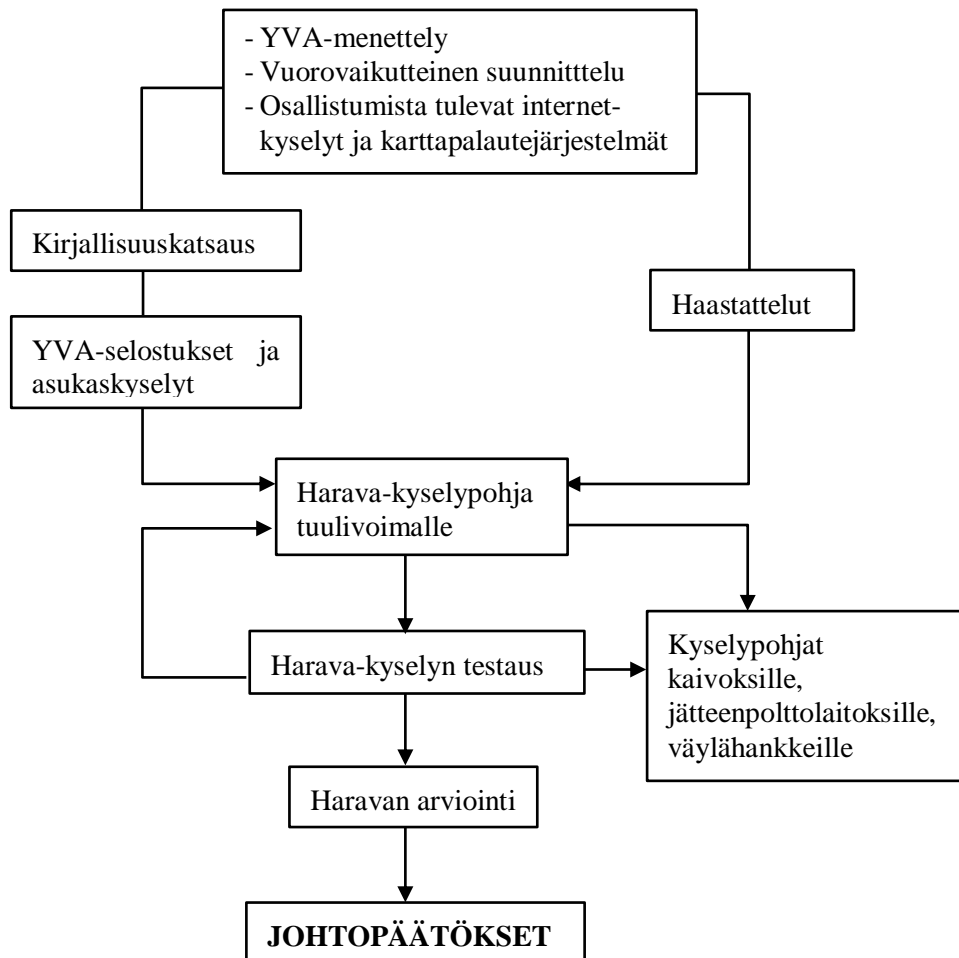 - YVA-menettely
- Vuorovaikutteinen suunnitttelu
- Osallistumista tulevat internet-
kyselyt ja karttapalautejärjestelmät
Kirjallisuuskatsaus
Haastattelut
YVA-selostukset ja
asukaskyselyt
Harava-kyselypohja
tuulivoimalle
Harava-kyselyn testaus
Kyselypohjat
kaivoksille,
jätteenpolttolaitoksille,
väylähankkeille
Haravan arviointi
JOHTOPÄÄTÖKSET